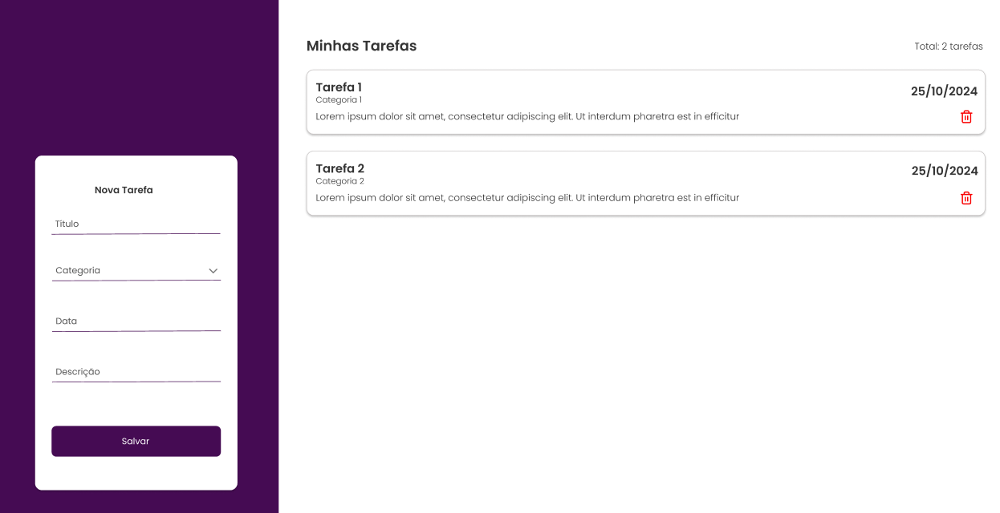 Nova Tarefa
Título
Categoria
Data
Descrição
Salvar
Minhas Tarefas
Total: 2 tarefas
Tarefa 1
25/10/2024
Categoria 1
Lorem ipsum dolor sit amet, consectetur adipiscing elit. Ut interdum pharetra est in efficitur
Tarefa 2
25/10/2024
Categoria 2
Lorem ipsum dolor sit amet, consectetur adipiscing elit. Ut interdum pharetra est in efficitur